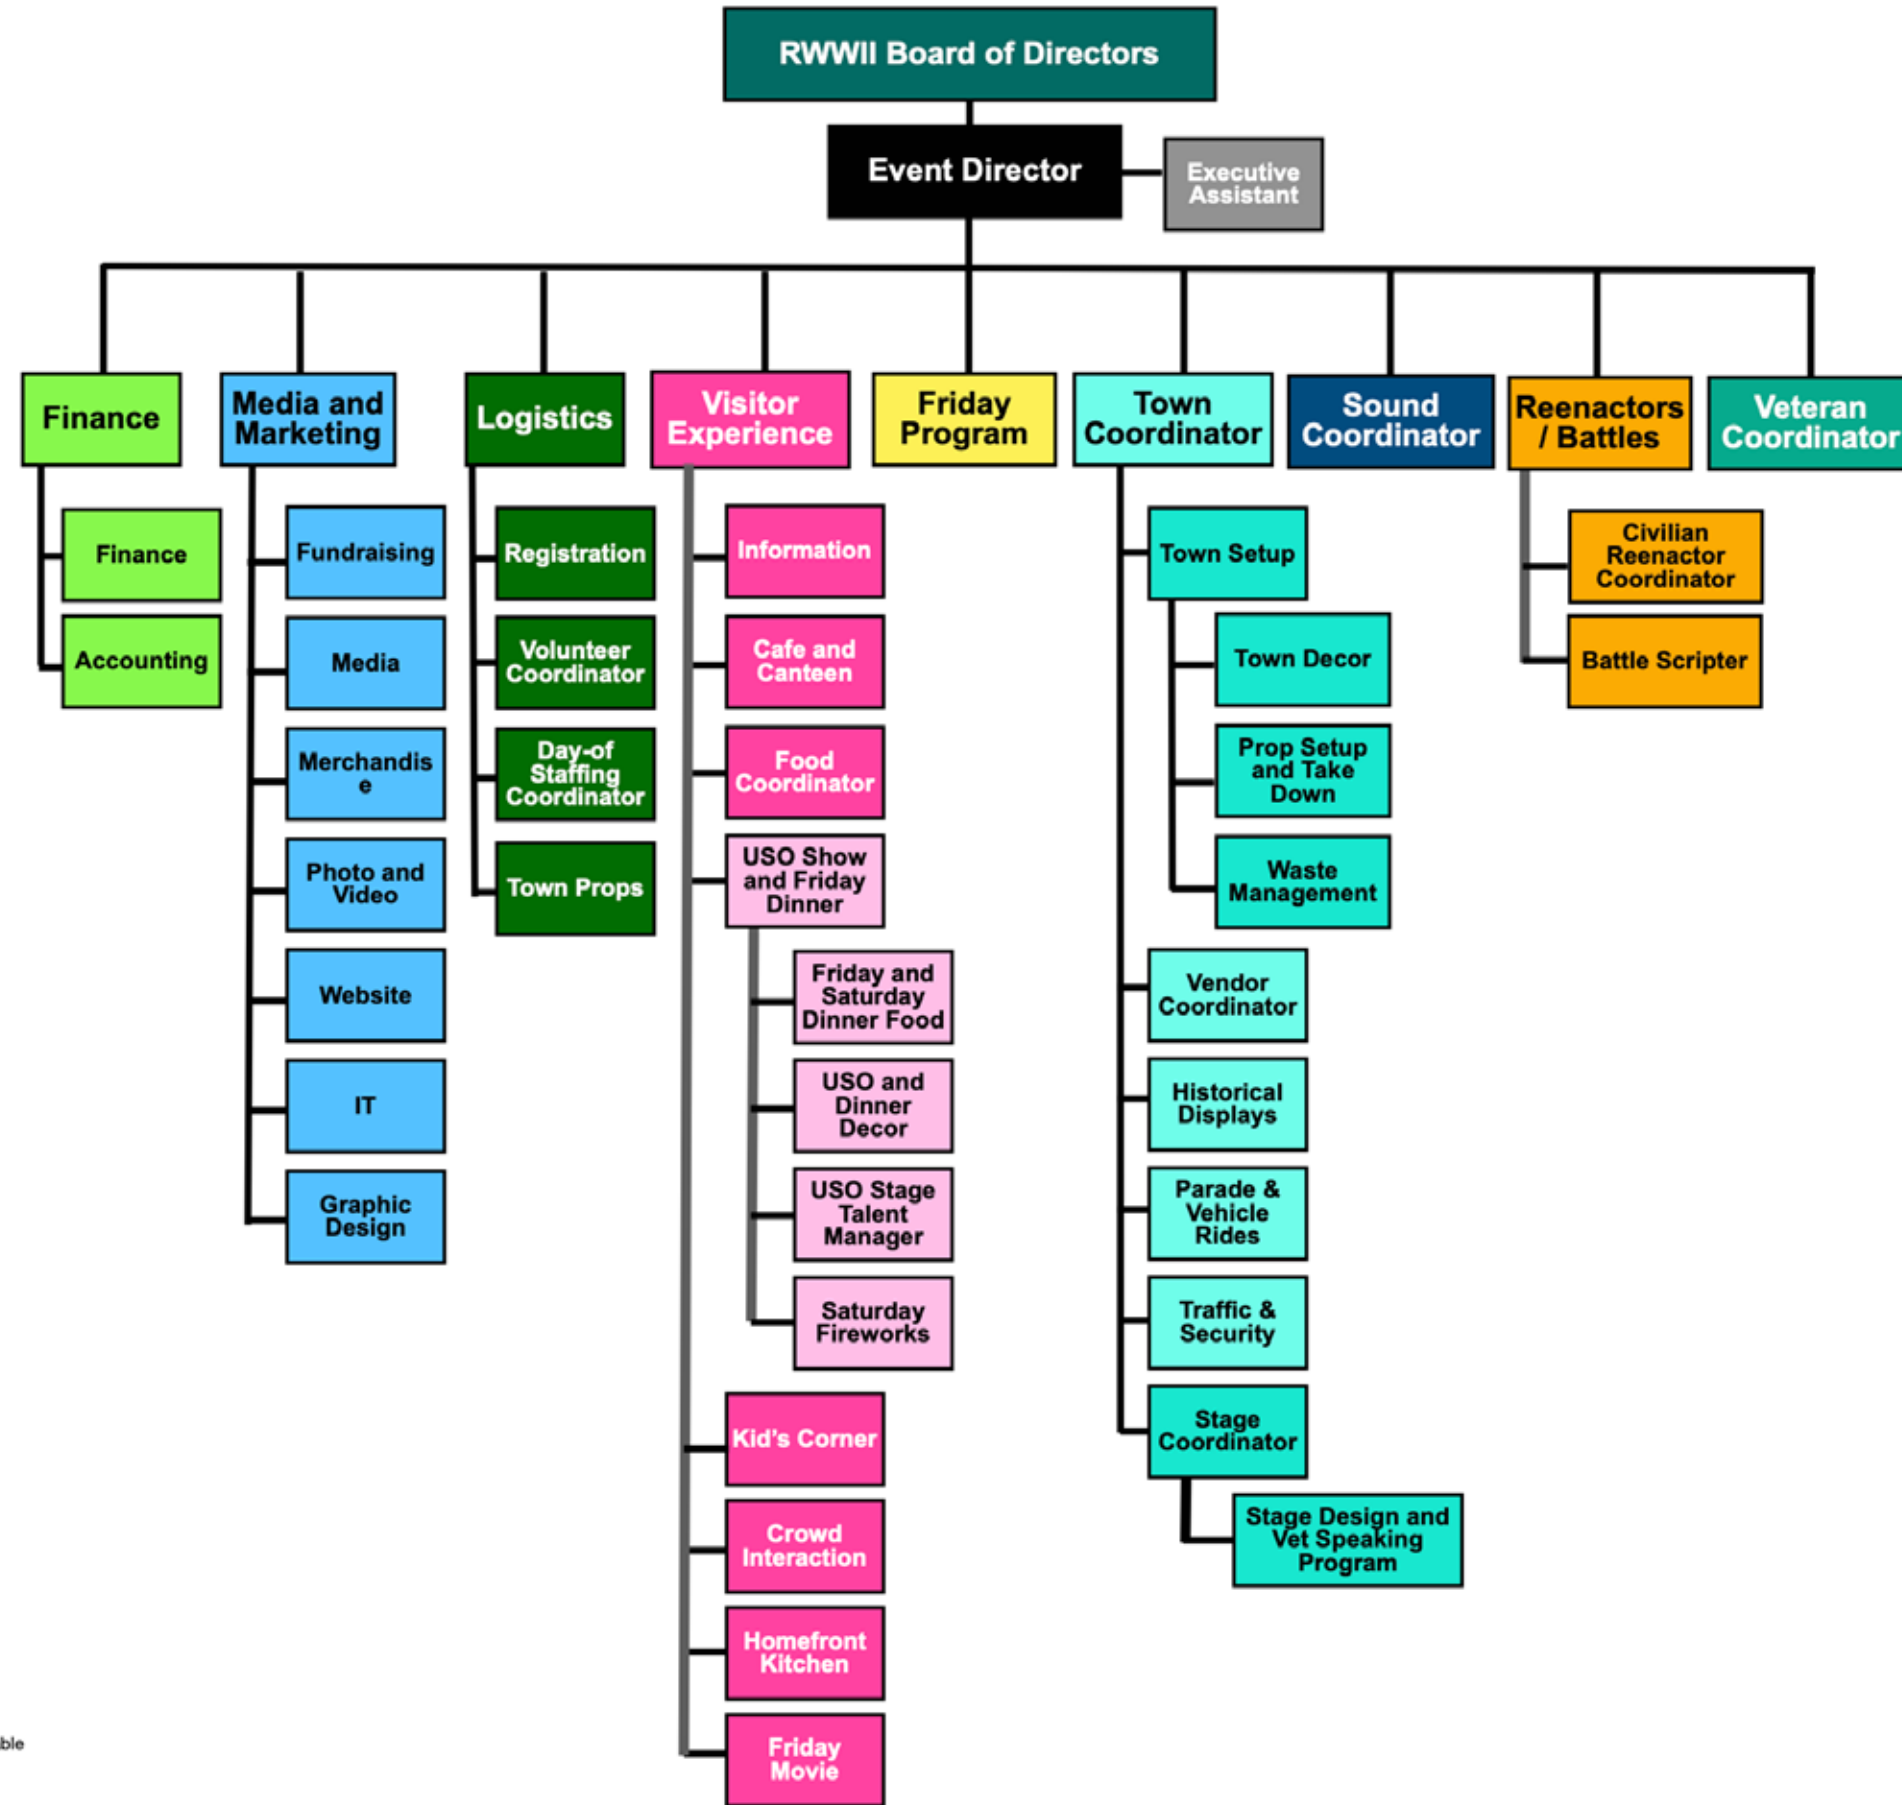 RWWII Board of Directors
Event Director
Executive
Assistant
Finance
Media and
Marketing
Logistics
Visitor
Experience
Friday
Program
Town
Coordinator
Sound
Coordinator
Reenactors
/ Battles
Veteran
Coordinator
Finance
Accounting
Fundraising
Media
Merchandis
e
Photo and
Video
Website
IT
Graphic
Design
Registration
Volunteer
Coordinator
Day-of
Staffing
Coordinator
Town Props
Information
Cafe and
Canteen
Food
Coordinator
USO Show
and Friday
Dinner
Friday and
Saturday
Dinner Food
USO and
Dinner
Decor
USO Stage
Talent
Manager
Saturday
Fireworks
Kid’s Corner
Crowd
Interaction
Homefront
Kitchen
Friday
Movie
Town Setup
Town Decor
Prop Setup
and Take
Down
Waste
Management
Vendor
Coordinator
Historical
Displays
Parade &
Vehicle
Rides
Traffic &
Security
Stage
Coordinator
Stage Design and
Vet Speaking
Program
Civilian
Reenactor
Coordinator
Battle Scripter